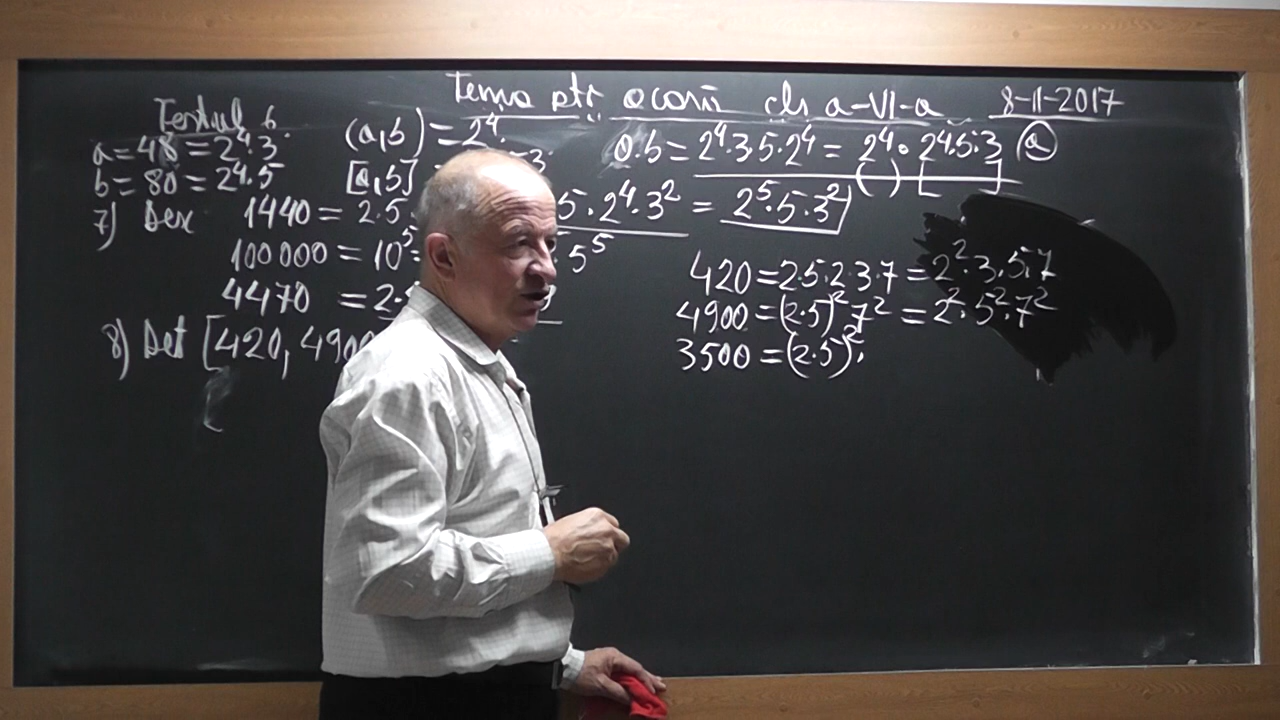 Tema ptr acasă cls a-VI-a 8-11-2017
Testul 6
a=48=2⁴·3
b=80=2⁴·5
(a,b)=2⁴
[a,b] 3
a·b=2⁴·3·5·2⁴=2⁴·2⁴·5·3 (a)
( ) [ ]
7) Desc 1440=2·5· 5·2⁴·3²=2⁵·5·3²
100000=10⁵= 5⁵
4470=2·
8) Det [420, 4900
420=2·5·2·3·7=2²·3·5·7
4900=(2·5)²7²=2²·5²·7²
3500=(2·5)²·